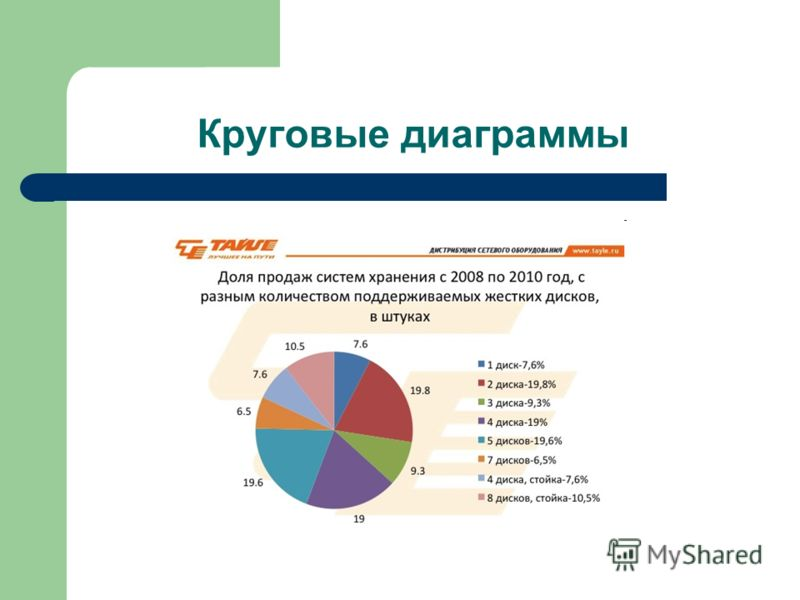 Круговые диаграммы
ТАЙЛЕ
ЛУЧШЕЕ НА ПУТИ
ДИСТРИБУЦИЯ СЕТЕВОГО ОБОРУДОВАНИЯ
www.tayle.ru
Доля продаж систем хранения с 2008 по 2010 год, с
разным количеством поддерживаемых жестких дисков,
в штуках
7.6
19.8
9.3
19
19.6
6.5
7.6
10.5
1 диск-7,6%
2 диска-19,8%
3 диска-9,3%
4 диска-19%
5 дисков-19,6%
7 дисков-6,5%
4 диска, стойка-7,6%
8 дисков, стойка-10,5%
MyShared